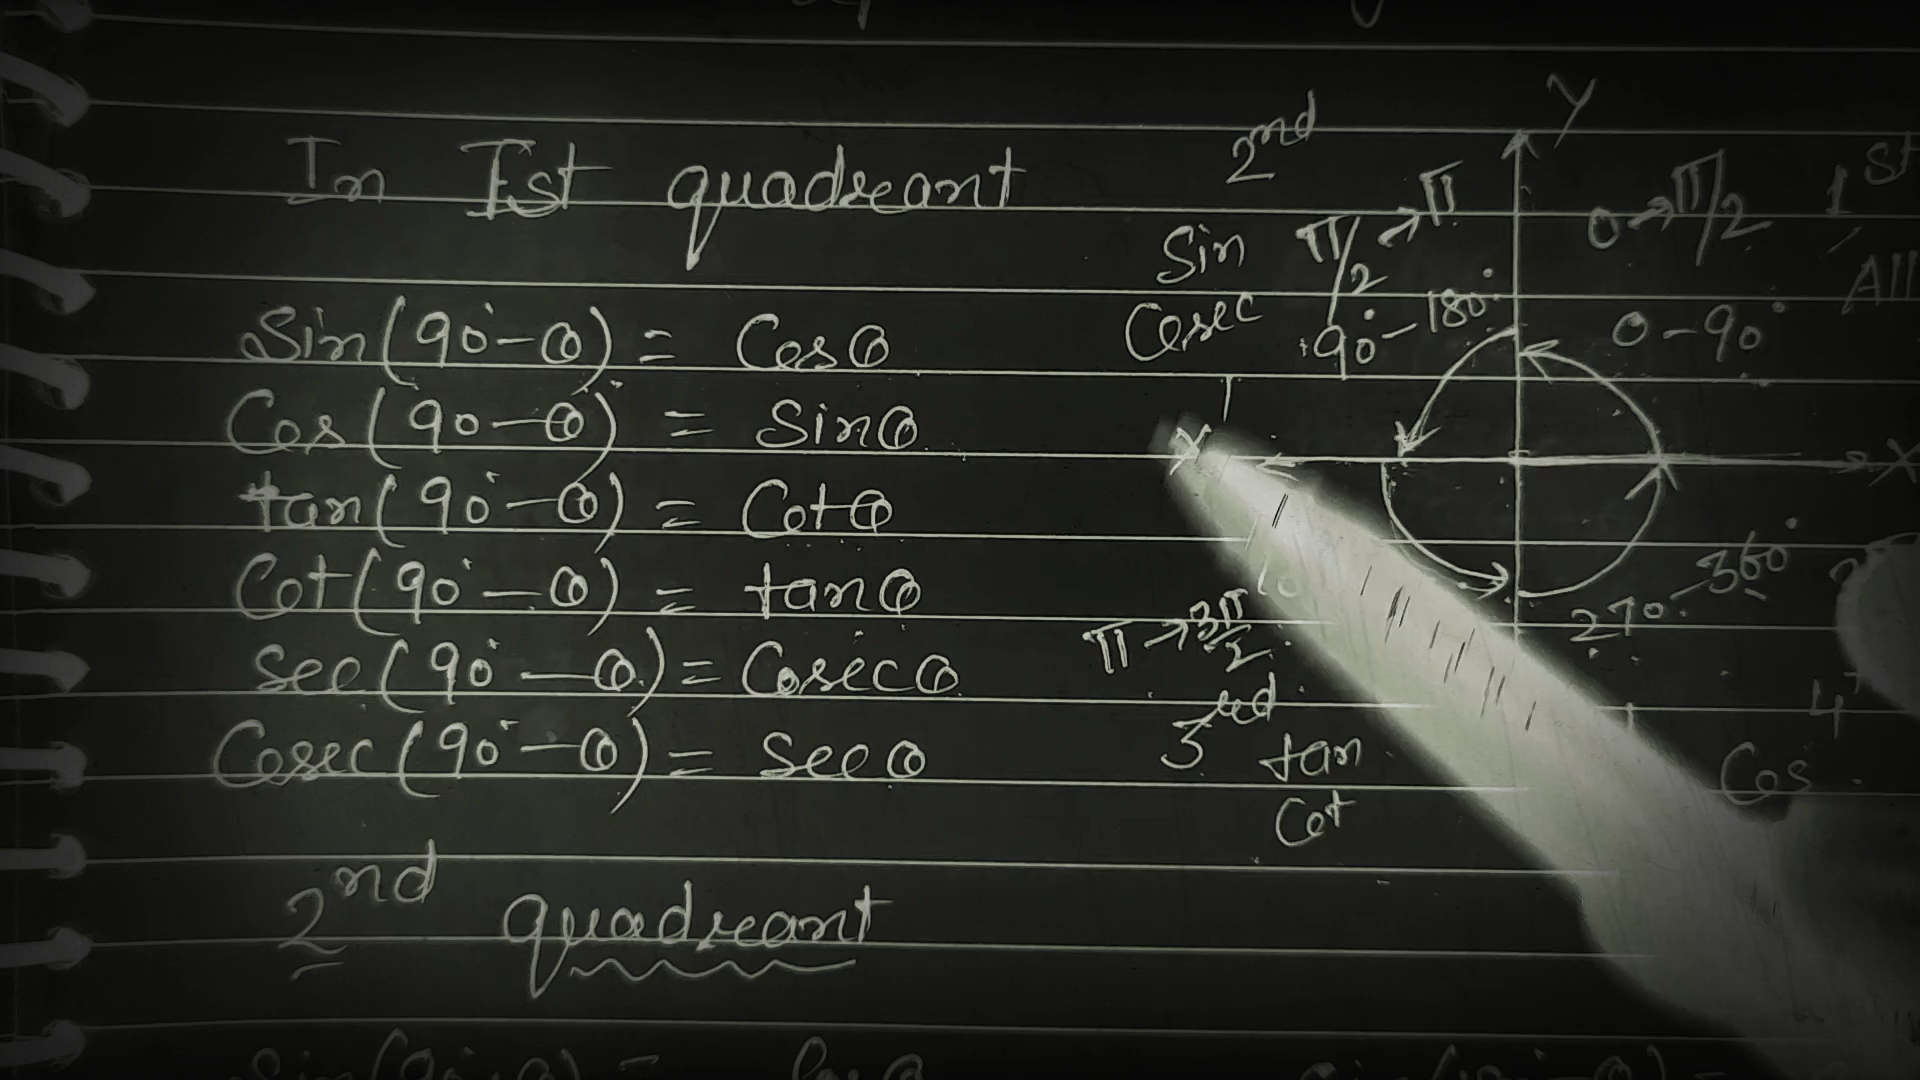 In Ist quadreant
Sin(90°-θ) = Cosθ
Cos(90-θ) = Sinθ
tan(90°-θ) = Cotθ
Cot(90°-θ) = tanθ
sec(90°-θ) = Cosecθ
Cosec(90°-θ) = secθ
2nd quadreant
2nd
Sin
Cosec
π/2 → π
90°-180°
Y
0 → π/2
0-90°
1st
All
X
π → 3π/2
3rd
tan
Cot
270-360°
4
Cos